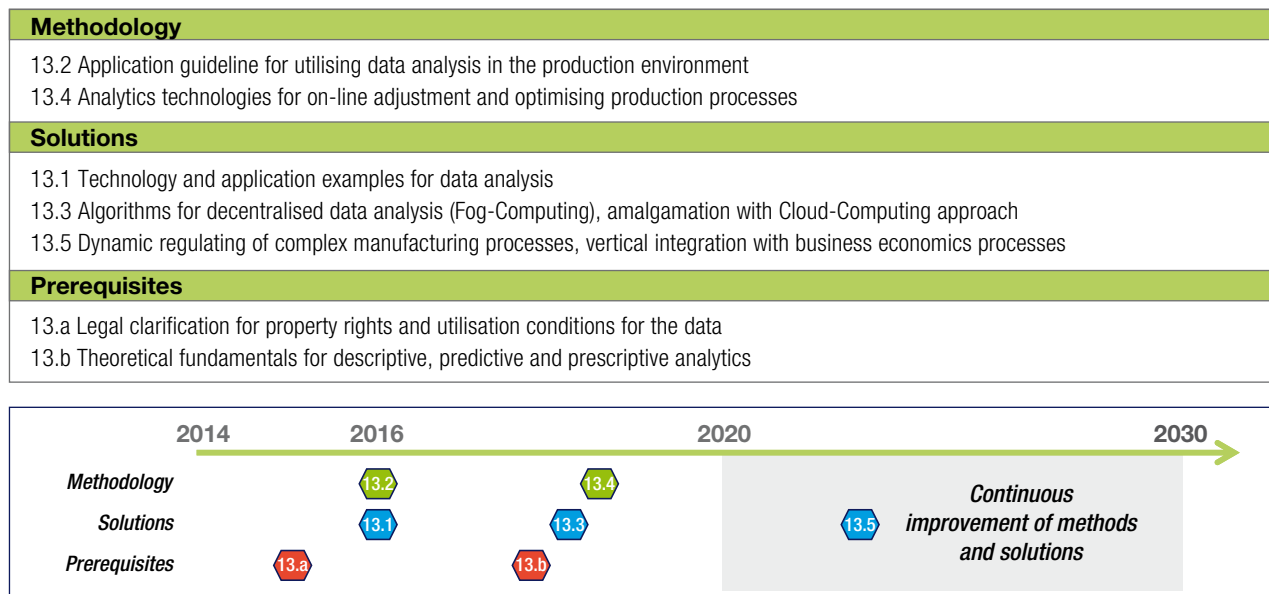 Methodology
13.2 Application guideline for utilising data analysis in the production environment
13.4 Analytics technologies for on-line adjustment and optimising production processes
Solutions
13.1 Technology and application examples for data analysis
13.3 Algorithms for decentralised data analysis (Fog-Computing), amalgamation with Cloud-Computing approach
13.5 Dynamic regulating of complex manufacturing processes, vertical integration with business economics processes
Prerequisites
13.a Legal clarification for property rights and utilisation conditions for the data
13.b Theoretical fundamentals for descriptive, predictive and prescriptive analytics
2014 2016 2020 2030
Methodology 13.2 13.4
Solutions 13.1 13.3 13.5
Prerequisites 13.a 13.b
Continuous
improvement of methods
and solutions